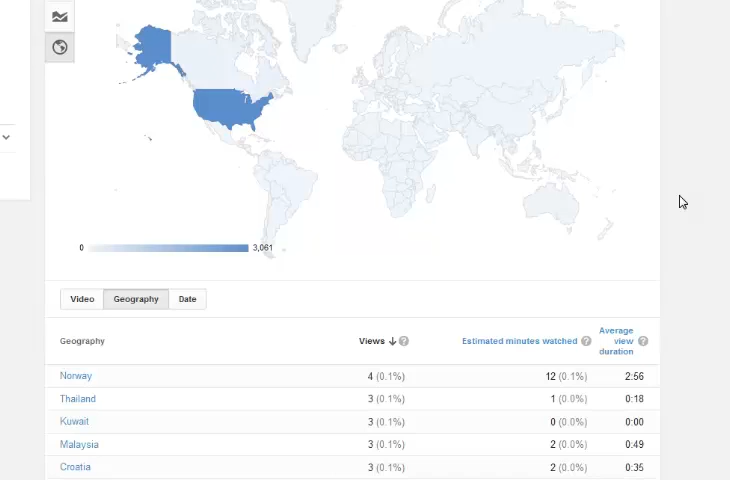 0 3,061
Video Geography Date
Geography Views Estimated minutes watched Average view duration
Norway 4 (0.1%) 12 (0.1%) 2:56
Thailand 3 (0.1%) 1 (0.0%) 0:18
Kuwait 3 (0.1%) 0 (0.0%) 0:00
Malaysia 3 (0.1%) 2 (0.0%) 0:49
Croatia 3 (0.1%) 2 (0.0%) 0:35